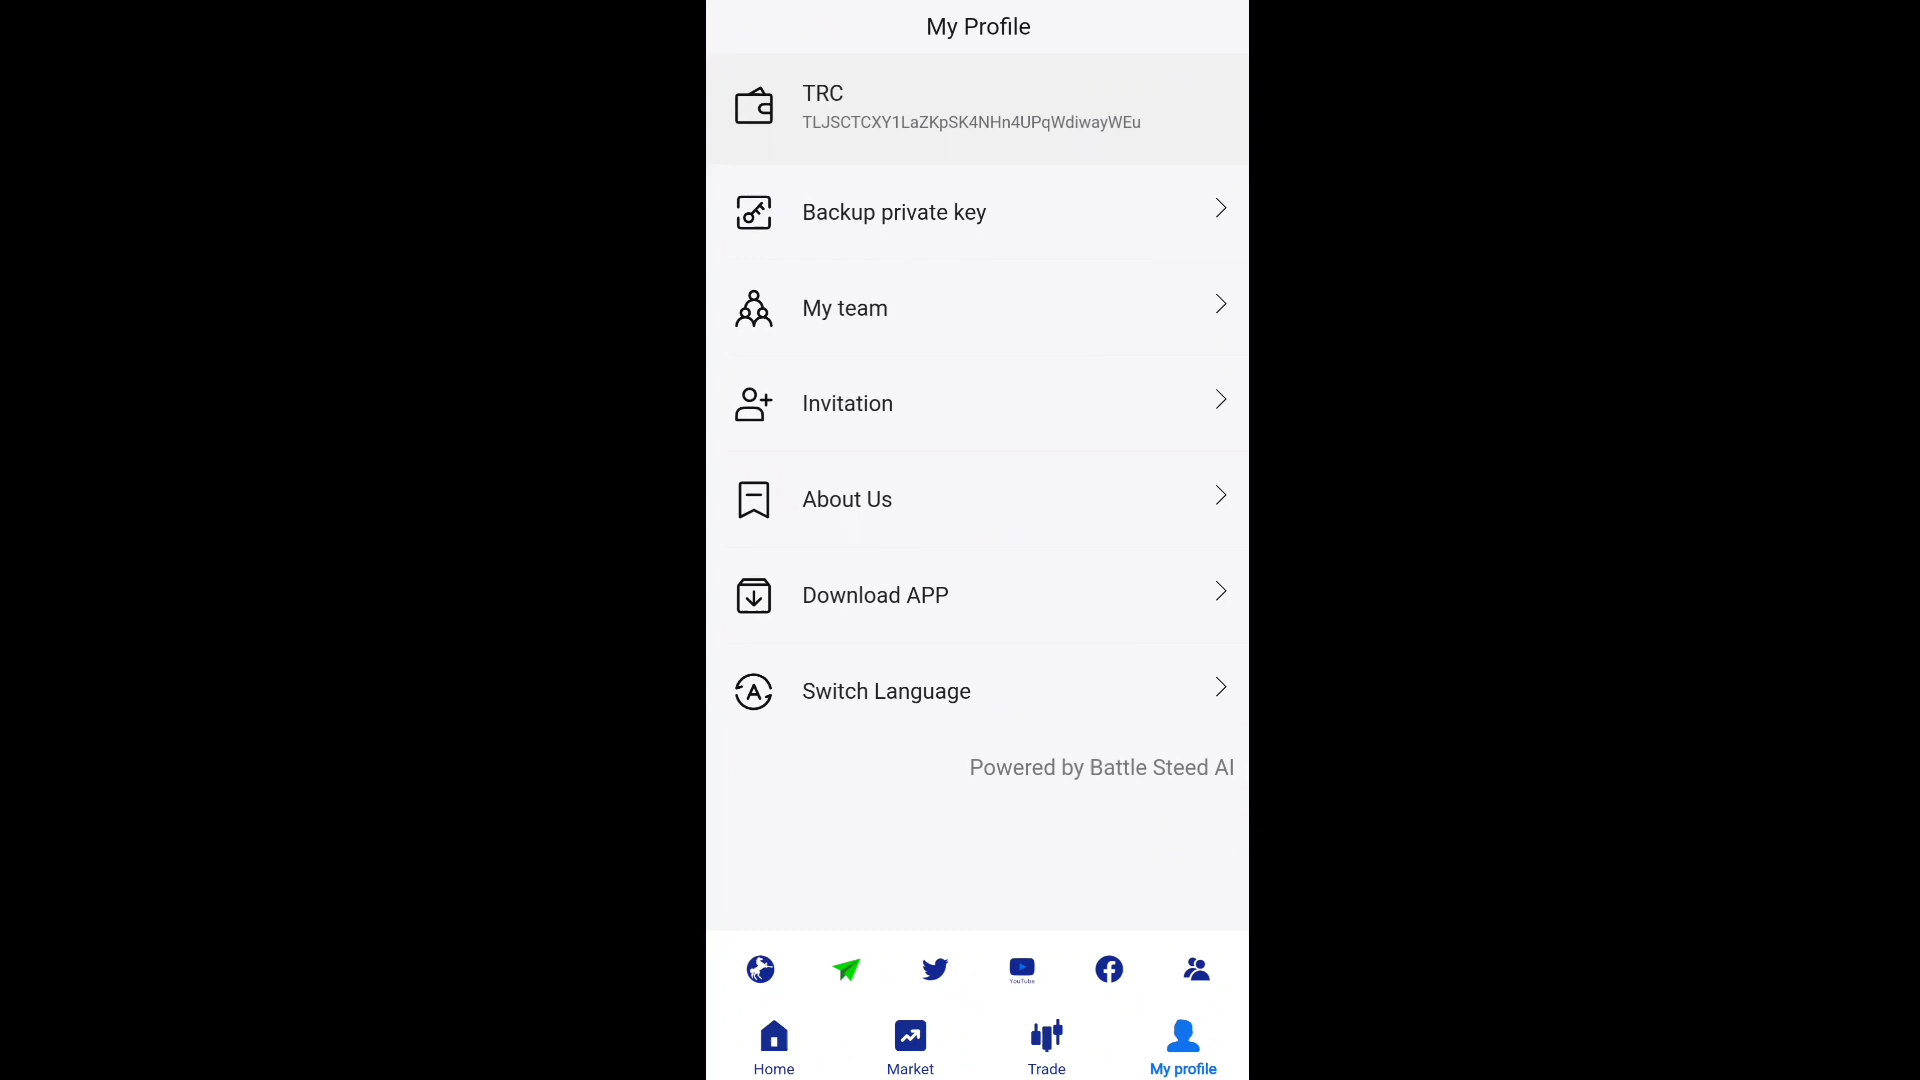 My Profile
TRC
TLJSCTCXY1LaZKpSK4NHn4UPqWdiwayWEu
Backup private key
My team
Invitation
About Us
Download APP
Switch Language
Powered by Battle Steed AI
YouTube
Home
Market
Trade
My profile